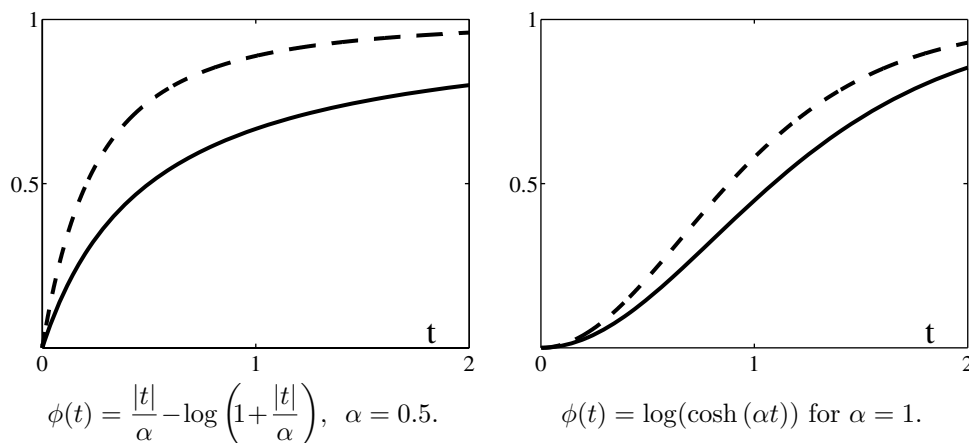 1
0.5
t
0
1
2
φ(t) = |t|/α − log(1+|t|/α), α = 0.5.
1
0.5
t
0
1
2
φ(t) = log(cosh (αt)) for α = 1.